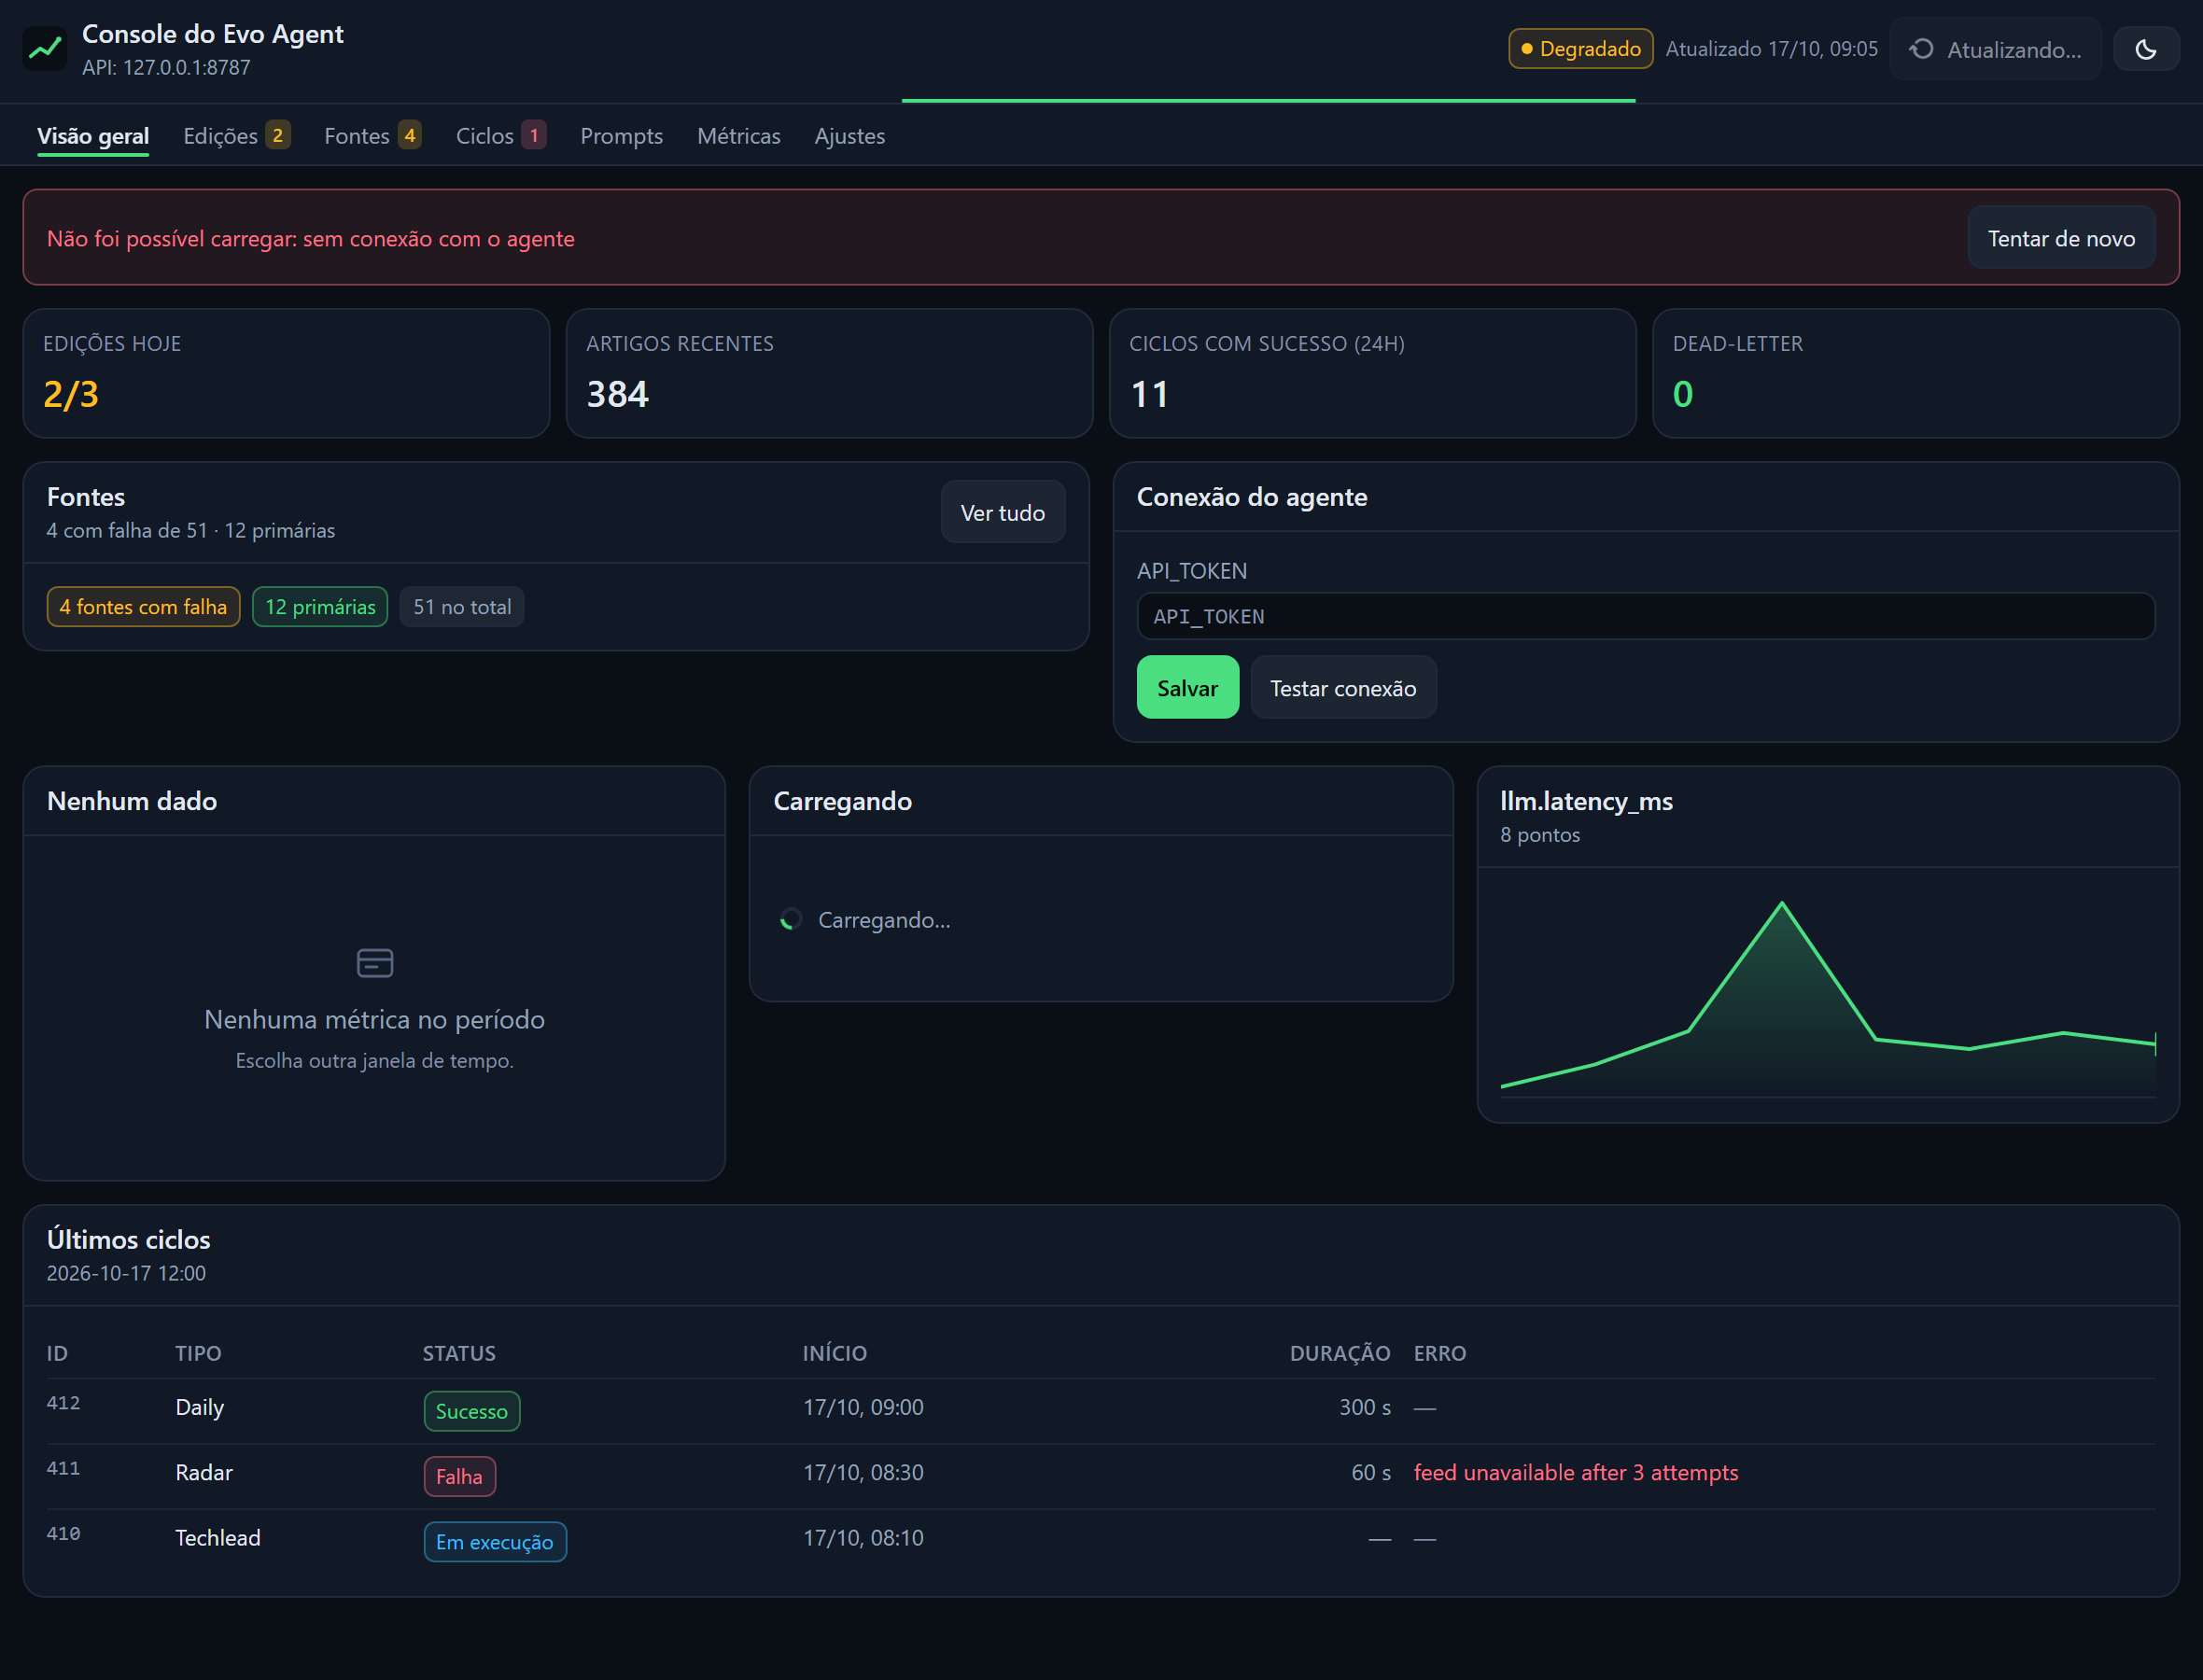 Console do Evo Agent
API: 127.0.0.1:8787
Degradado
Atualizado 17/10, 09:05
Atualizando...
Visão geral
Edições 2
Fontes 4
Ciclos 1
Prompts
Métricas
Ajustes
Não foi possível carregar: sem conexão com o agente
Tentar de novo
EDIÇÕES HOJE
2/3
ARTIGOS RECENTES
384
CICLOS COM SUCESSO (24H)
11
DEAD-LETTER
0
Fontes
4 com falha de 51 · 12 primárias
Ver tudo
4 fontes com falha
12 primárias
51 no total
Conexão do agente
API_TOKEN
API_TOKEN
Salvar
Testar conexão
Nenhum dado
Nenhuma métrica no período
Escolha outra janela de tempo.
Carregando
Carregando...
llm.latency_ms
8 pontos
Últimos ciclos
2026-10-17 12:00
ID TIPO STATUS INÍCIO DURAÇÃO ERRO
412 Daily Sucesso 17/10, 09:00 300 s —
411 Radar Falha 17/10, 08:30 60 s feed unavailable after 3 attempts
410 Techlead Em execução 17/10, 08:10 — —